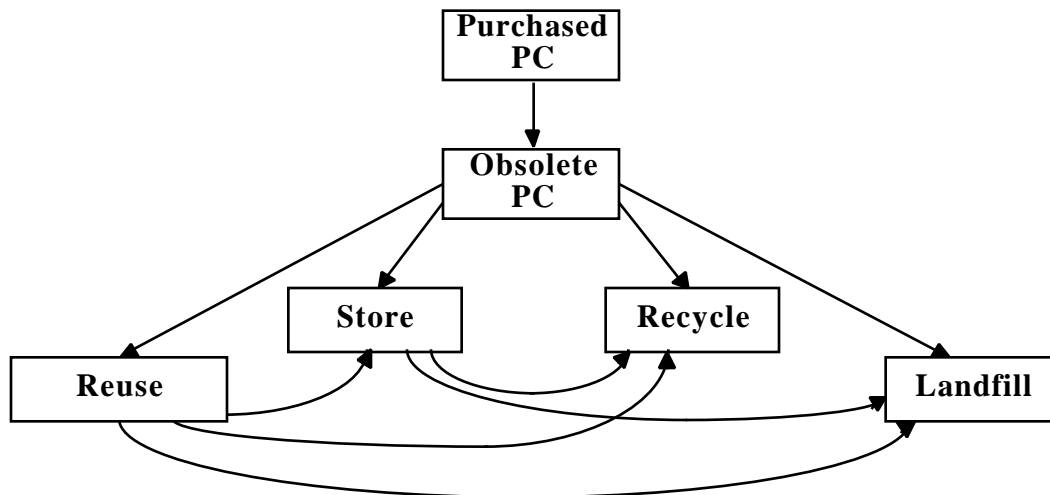 Purchased
PC
Obsolete
PC
Store
Recycle
Reuse
Landfill